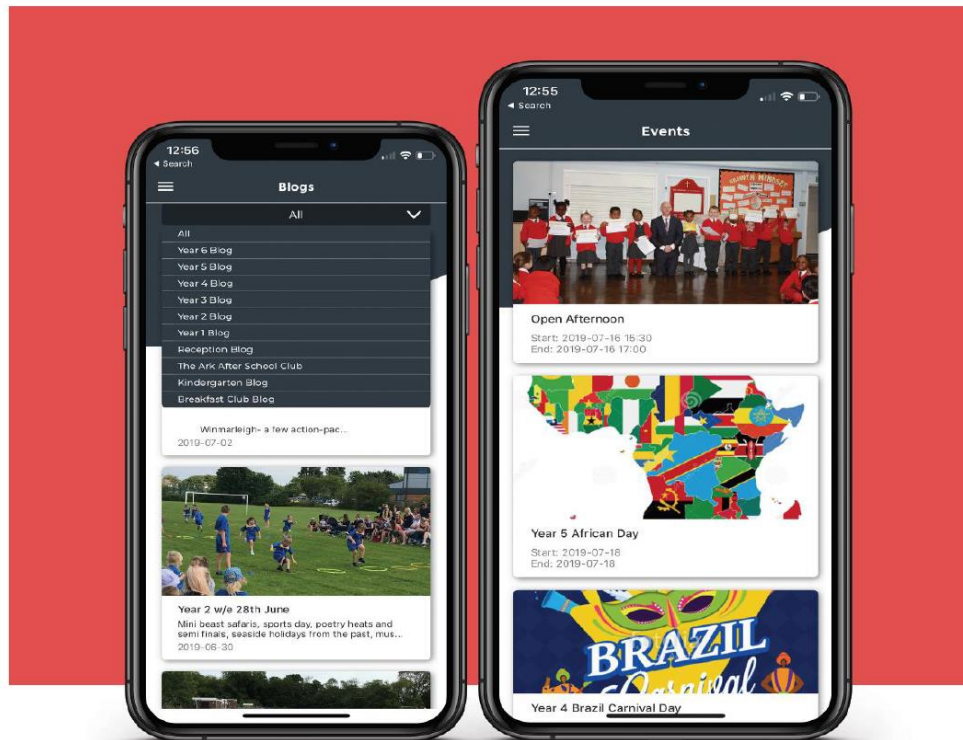 12:56
Search
Blogs
All
All
Year 6 Blog
Year 5 Blog
Year 4 Blog
Year 3 Blog
Year 2 Blog
Year 1 Blog
Reception Blog
The Ark After School Club
Kindergarten Blog
Breakfast Club Blog
Winmarleigh- a few action-pac...
2019-07-02
Year 2 w/e 28th June
Mini beast safaris, sports day, poetry heats and
semi finals, seaside holidays from the past, mus...
2019-06-30
12:55
Search
Events
GROWTH MINDSET
Open Afternoon
Start: 2019-07-16 15:30
End: 2019-07-16 17:00
Year 5 African Day
Start: 2019-07-18
End: 2019-07-18
BRAZIL
Carnival
Year 4 Brazil Carnival Day